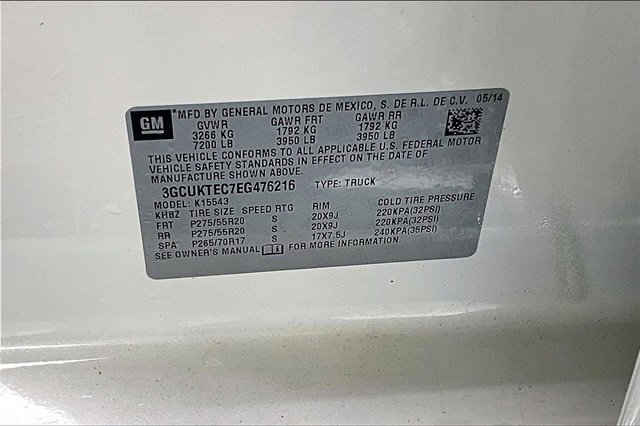 GM MFD BY GENERAL MOTORS DE MEXICO, S. DE R.L. DE C.V. 05/14
GVWR GAWR FRT GAWR RR
3266 KG 1792 KG 1792 KG
7200 LB 3950 LB 3950 LB
THIS VEHICLE CONFORMS TO ALL APPLICABLE U.S. FEDERAL MOTOR
VEHICLE SAFETY STANDARDS IN EFFECT ON THE DATE OF
MANUFACTURE SHOWN ABOVE.
3GCUKTEC7EG476216 TYPE: TRUCK
MODEL: K15543
KHBZ TIRE SIZE SPEED RTG RIM COLD TIRE PRESSURE
FRT P275/55R20 S 20X9J 220KPA(32PSI)
RR P275/55R20 S 20X9J 220KPA(32PSI)
SPA P265/70R17 S 17X7.5J 240KPA(35PSI)
SEE OWNER'S MANUAL FOR MORE INFORMATION.